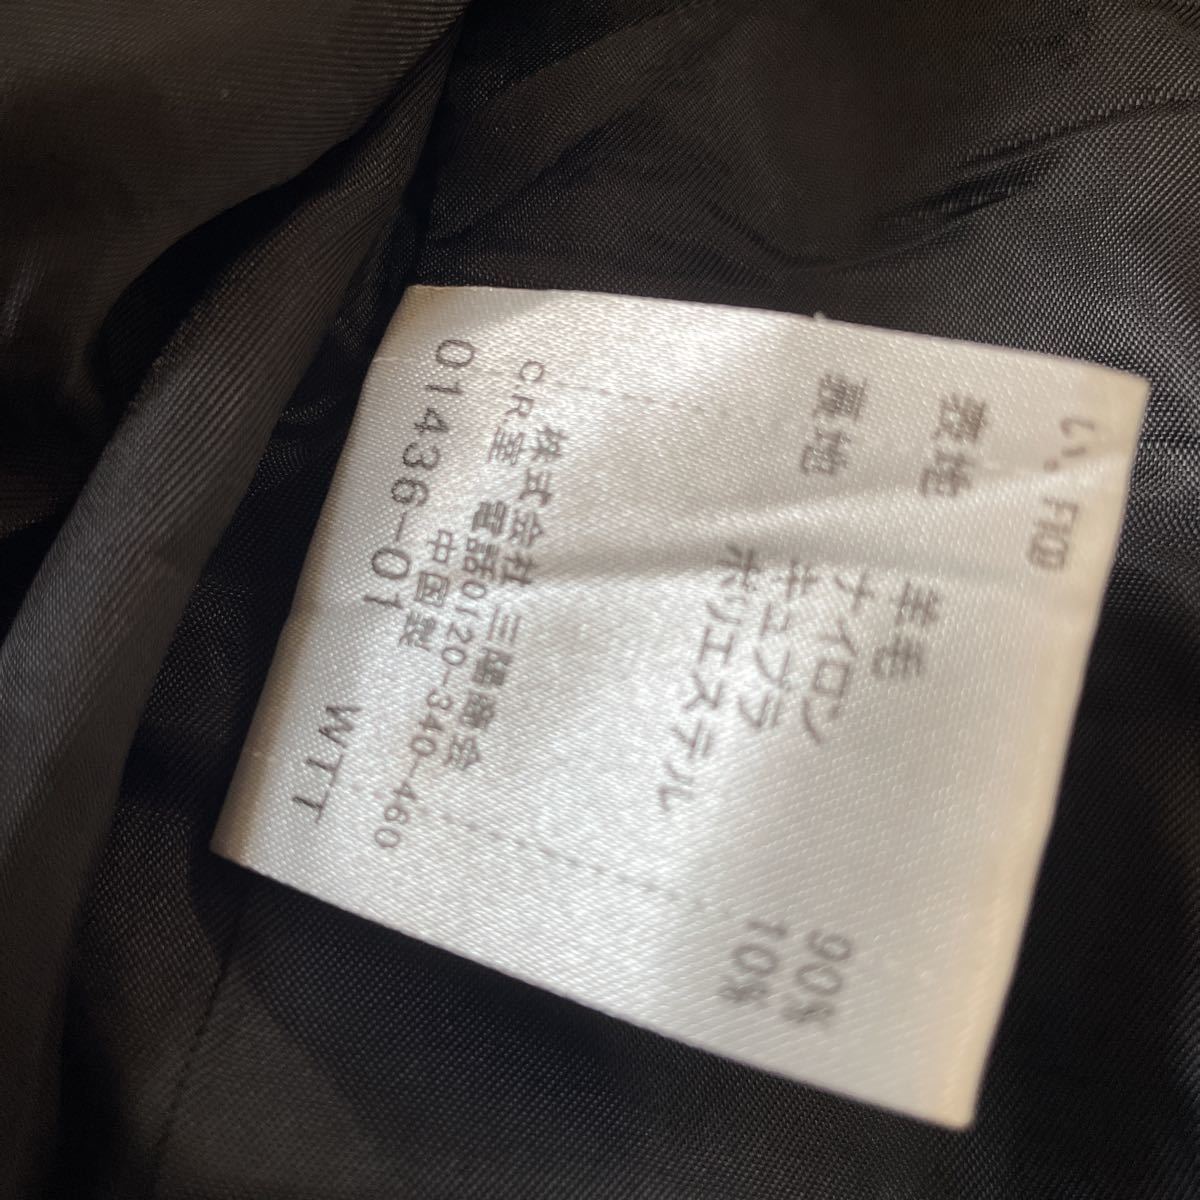 い。F1Q
表地 羊毛 90%
ナイロン 10%
裏地 キュプラ
ポリエステル
株式会社 三陽商会
C.R室 電話0120-340-460
中国製
01436-01 WTT